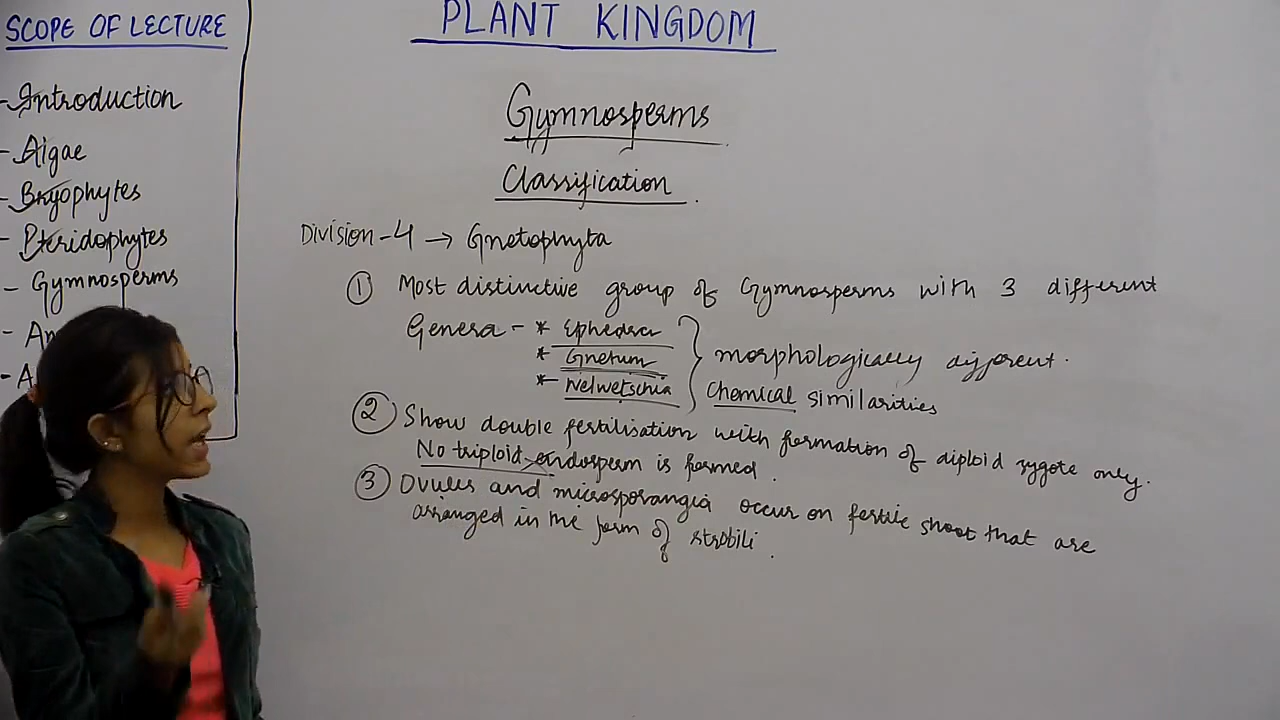 SCOPE OF LECTURE
- Introduction
- Algae
- Bryophytes
- Pteridophytes
- Gymnosperms
- An
- A
PLANT KINGDOM
Gymnosperms
Classification
Division-4 → Gnetophyta
① Most distinctive group of Gymnosperms with 3 different
Genera - * Ephedra
* Gnetum
* Welwetschia
} morphologically different.
Chemical similarities
② Show double fertilisation with formation of diploid zygote only.
No triploid endosperm is formed.
③ Ovules and microsporangia occur on fertile shoot that are
arranged in the form of strobili.